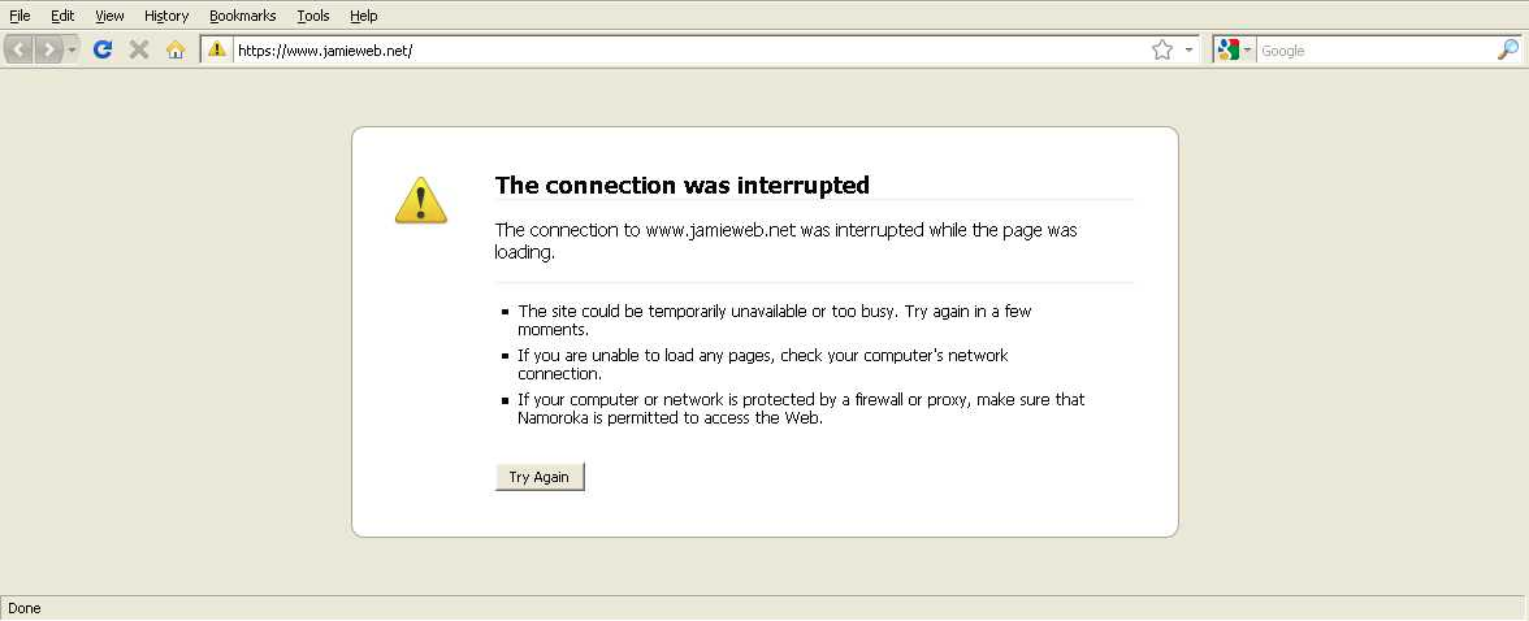 File Edit View History Bookmarks Tools Help
https://www.jamieweb.net/ Google
The connection was interrupted
The connection to www.jamieweb.net was interrupted while the page was
loading.
The site could be temporarily unavailable or too busy. Try again in a few
moments.
If you are unable to load any pages, check your computer's network
connection.
If your computer or network is protected by a firewall or proxy, make sure that
Namoroka is permitted to access the Web.
Try Again
Done